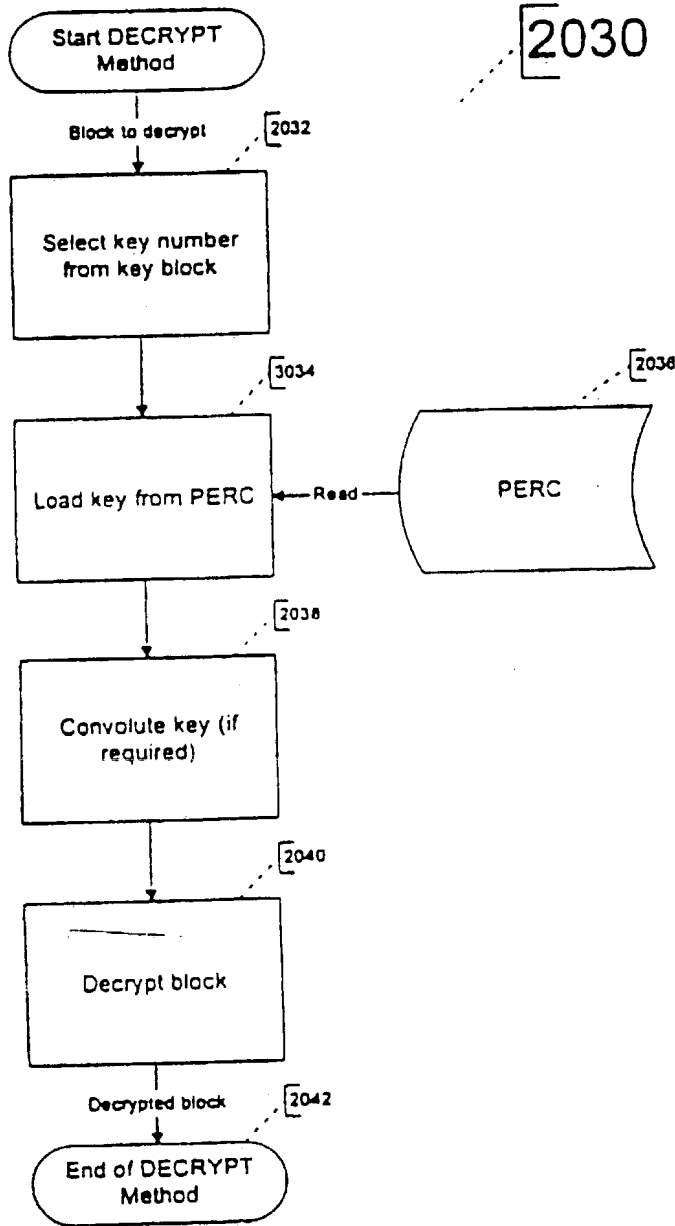 Start DECRYPT
Method
2030
Block to decrypt
2032
Select key number
from key block
3034
2036
Load key from PERC
Read
PERC
2038
Convolute key (if
required)
2040
Decrypt block
Decrypted block
2042
End of DECRYPT
Method